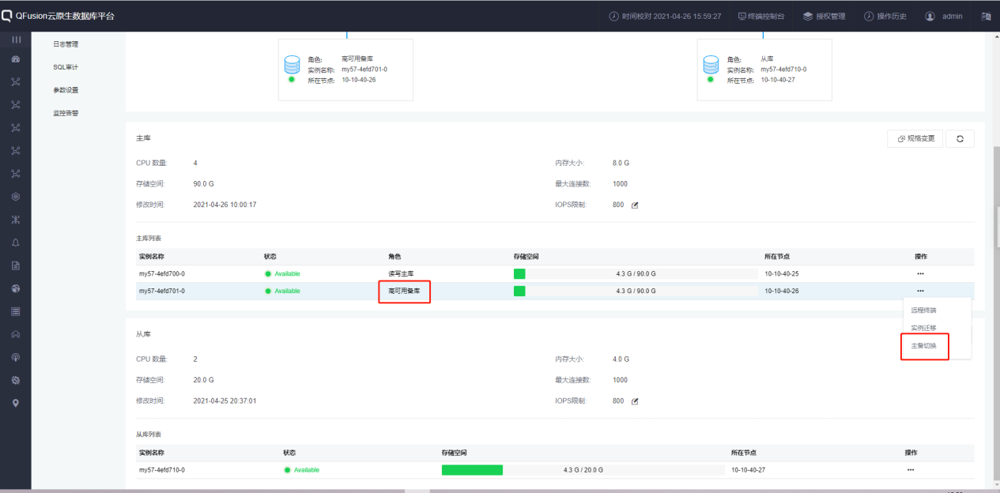 QFusion云原生数据库平台
时间校对 2021-04-26 15:59:27
终端控制台
授权管理
操作历史
admin
日志管理
SQL审计
参数设置
监控告警
角色: 高可用备库
实例名称: my57-4efd701-0
所在节点: 10-10-40-26
角色: 从库
实例名称: my57-4efd710-0
所在节点: 10-10-40-27
主库
规格变更
CPU 数量: 4 内存大小: 8.0 G
存储空间: 90.0 G 最大连接数: 1000
修改时间: 2021-04-26 10:00:17 IOPS限制: 800
主库列表
实例名称 状态 角色 存储空间 所在节点 操作
my57-4efd700-0 Available 读写主库 4.3 G / 90.0 G 10-10-40-25 •••
my57-4efd701-0 Available 高可用备库 4.3 G / 90.0 G 10-10-40-26 •••
远程终端
实例迁移
主备切换
从库
CPU 数量: 2 内存大小: 4.0 G
存储空间: 20.0 G 最大连接数: 1000
修改时间: 2021-04-25 20:37:01 IOPS限制: 800
从库列表
实例名称 状态 存储空间 所在节点 操作
my57-4efd710-0 Available 4.3 G / 20.0 G 10-10-40-27 •••